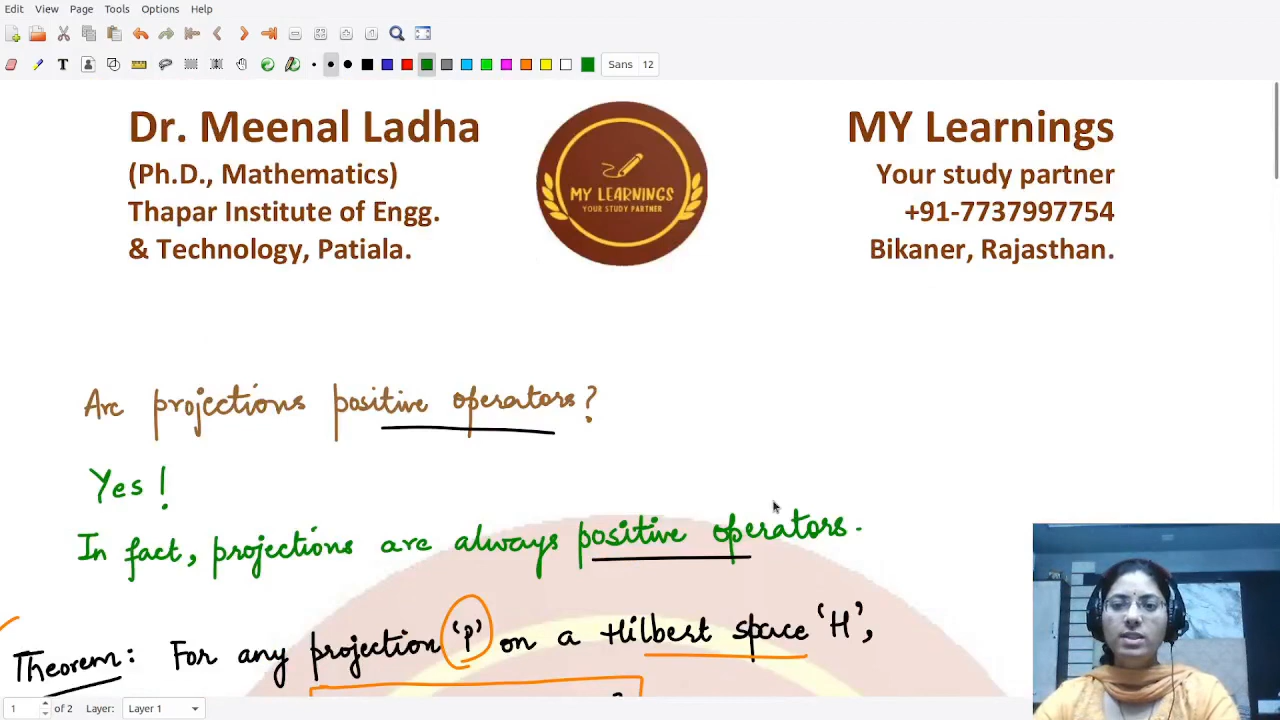 Edit View Page Tools Options Help
Sans 12
Dr. Meenal Ladha
(Ph.D., Mathematics)
Thapar Institute of Engg.
& Technology, Patiala.
MY LEARNINGS
YOUR STUDY PARTNER
MY Learnings
Your study partner
+91-7737997754
Bikaner, Rajasthan.
Are projections positive operators?
Yes!
In fact, projections are always positive operators.
Theorem: For any projection 'P' on a Hilbert space 'H',
1 of 2 Layer: Layer 1